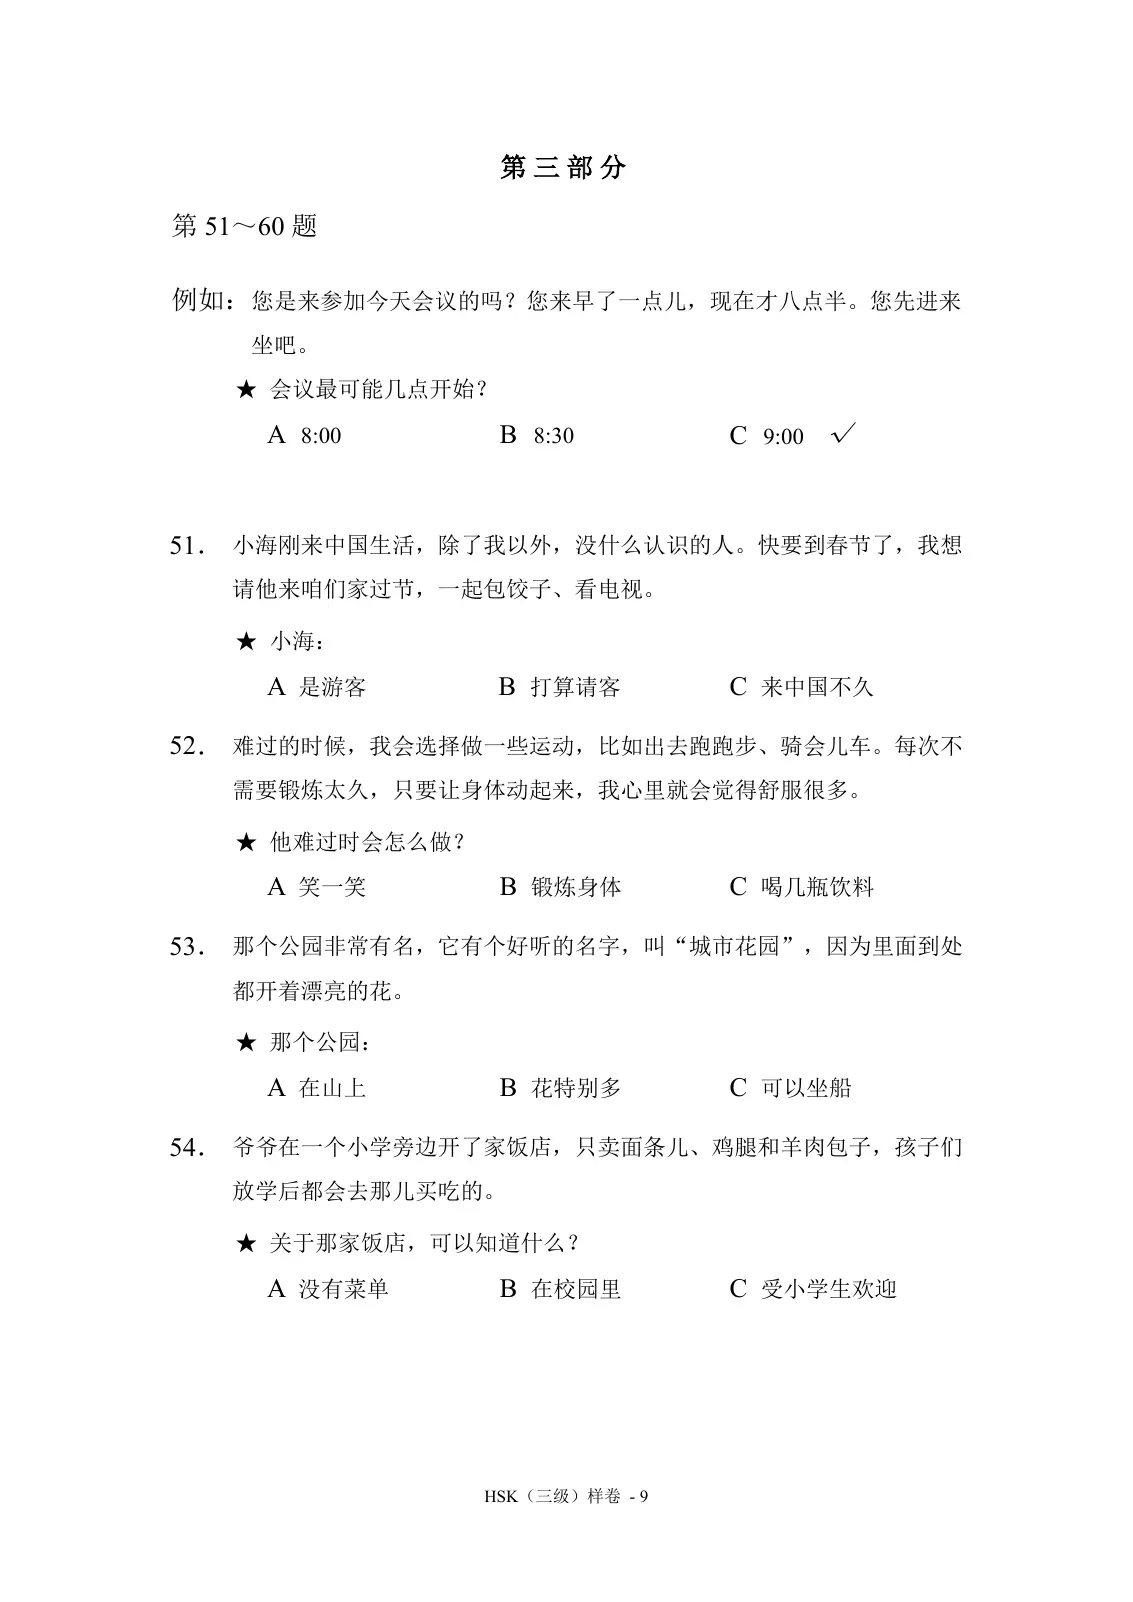 第三部分
第 51～60 题
例如：您是来参加今天会议的吗？您来早了一点儿，现在才八点半。您先进来
坐吧。
★ 会议最可能几点开始？
A 8:00 B 8:30 C 9:00 √
51． 小海刚来中国生活，除了我以外，没什么认识的人。快要到春节了，我想
请他来咱们家过节，一起包饺子、看电视。
★ 小海：
A 是游客 B 打算请客 C 来中国不久
52． 难过的时候，我会选择做一些运动，比如出去跑跑步、骑会儿车。每次不
需要锻炼太久，只要让身体动起来，我心里就会觉得舒服很多。
★ 他难过时会怎么做？
A 笑一笑 B 锻炼身体 C 喝几瓶饮料
53． 那个公园非常有名，它有个好听的名字，叫“城市花园”，因为里面到处
都开着漂亮的花。
★ 那个公园：
A 在山上 B 花特别多 C 可以坐船
54． 爷爷在一个小学旁边开了家饭店，只卖面条儿、鸡腿和羊肉包子，孩子们
放学后都会去那儿买吃的。
★ 关于那家饭店，可以知道什么？
A 没有菜单 B 在校园里 C 受小学生欢迎
HSK（三级）样卷 - 9